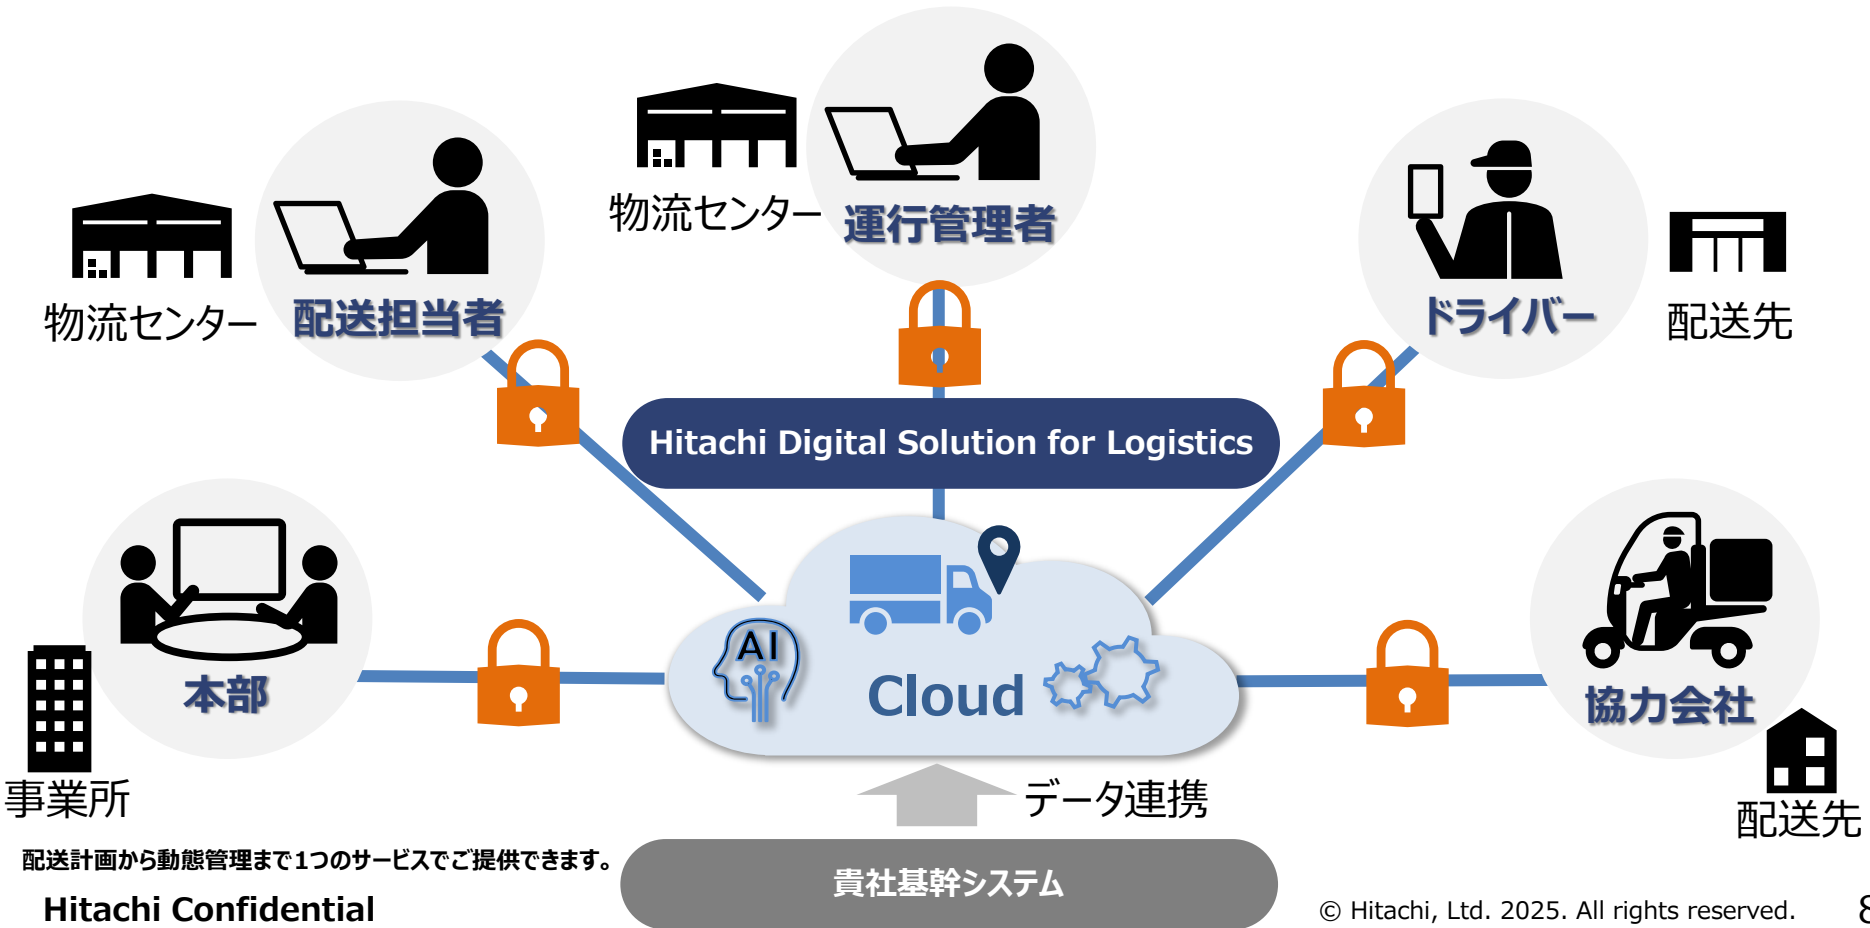 物流センター
運行管理者
物流センター
配送担当者
ドライバー
配送先
Hitachi Digital Solution for Logistics
本部
事業所
AI
Cloud
協力会社
配送先
データ連携
配送計画から動態管理まで1つのサービスでご提供できます。
貴社基幹システム
Hitachi Confidential
© Hitachi, Ltd. 2025. All rights reserved.
8